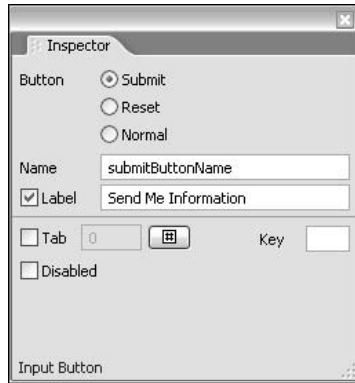 Inspector
Button Submit
Reset
Normal
Name submitButtonName
Label Send Me Information
Tab 0 # Key
Disabled
Input Button